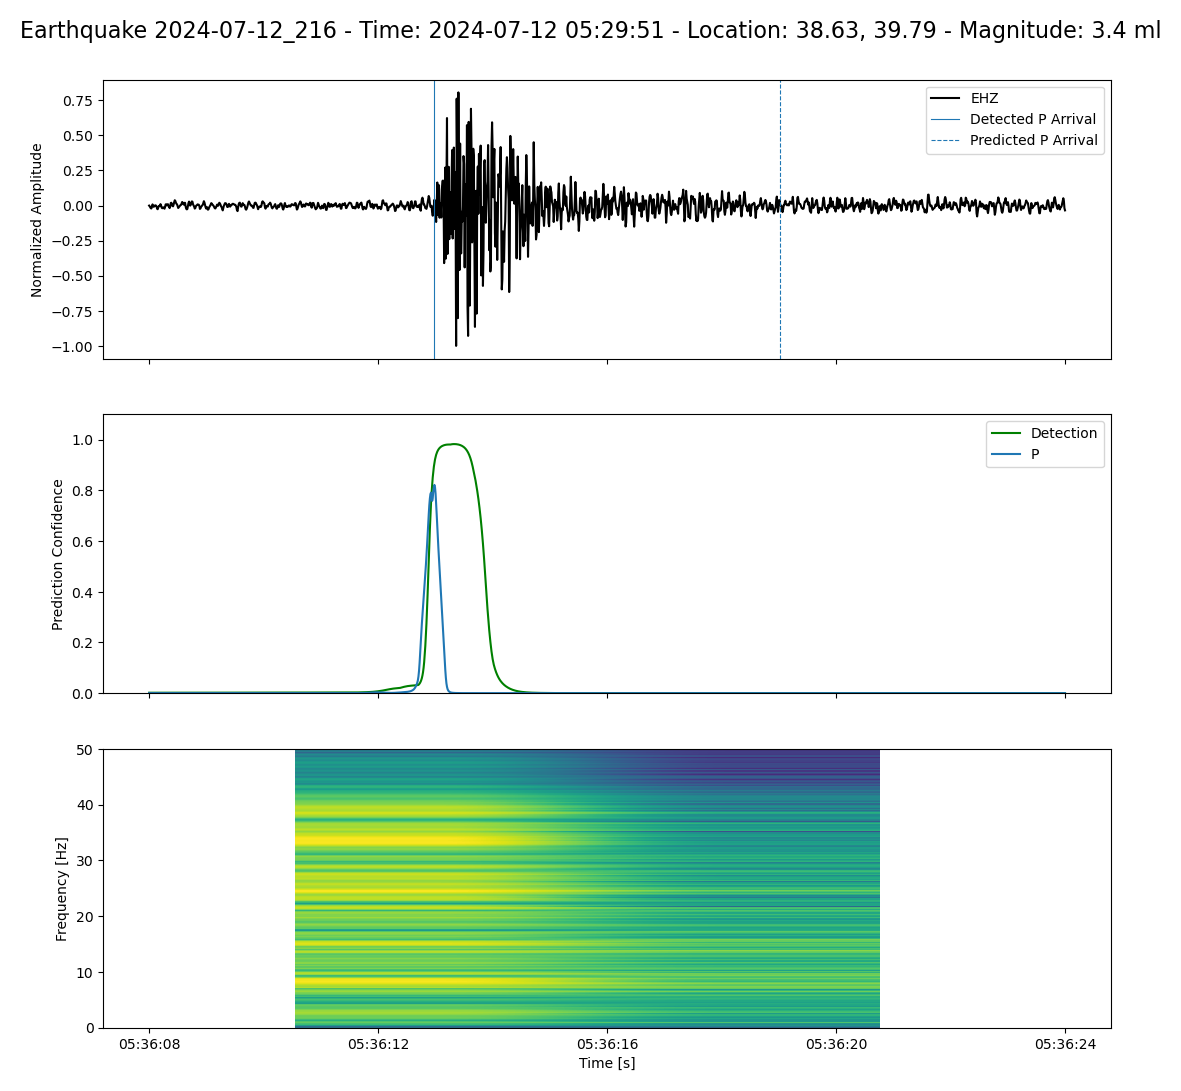 Earthquake 2024-07-12_216 - Time: 2024-07-12 05:29:51 - Location: 38.63, 39.79 - Magnitude: 3.4 ml
Normalized Amplitude
0.75
0.50
0.25
0.00
−0.25
−0.50
−0.75
−1.00
EHZ
Detected P Arrival
Predicted P Arrival
Prediction Confidence
1.0
0.8
0.6
0.4
0.2
0.0
Detection
P
Frequency [Hz]
50
40
30
20
10
0
05:36:08
05:36:12
05:36:16
05:36:20
05:36:24
Time [s]